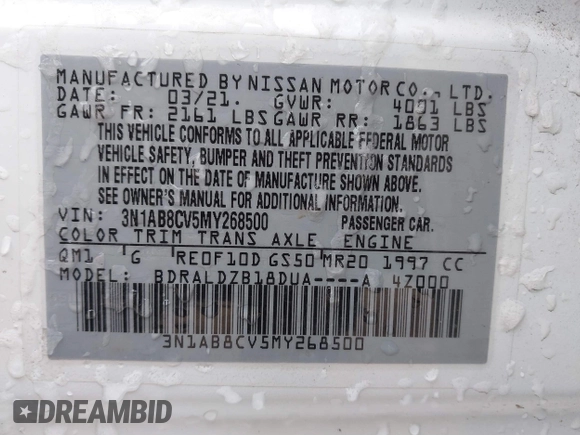 MANUFACTURED BY NISSAN MOTOR CO., LTD.
DATE: 03/21. GVWR: 4001 LBS
GAWR FR: 2161 LBS GAWR RR: 1863 LBS
THIS VEHICLE CONFORMS TO ALL APPLICABLE FEDERAL MOTOR
VEHICLE SAFETY, BUMPER AND THEFT PREVENTION STANDARDS
IN EFFECT ON THE DATE OF MANUFACTURE SHOWN ABOVE.
SEE OWNER'S MANUAL FOR ADDITIONAL INFORMATION.
VIN: 3N1AB8CV5MY268500 PASSENGER CAR.
COLOR TRIM TRANS AXLE ENGINE
QM1 G RE0F10D GS50 MR20 1997 CC
MODEL: BDRALDZB18DUA----A 4Z000
3N1AB8CV5MY268500
DREAMBID